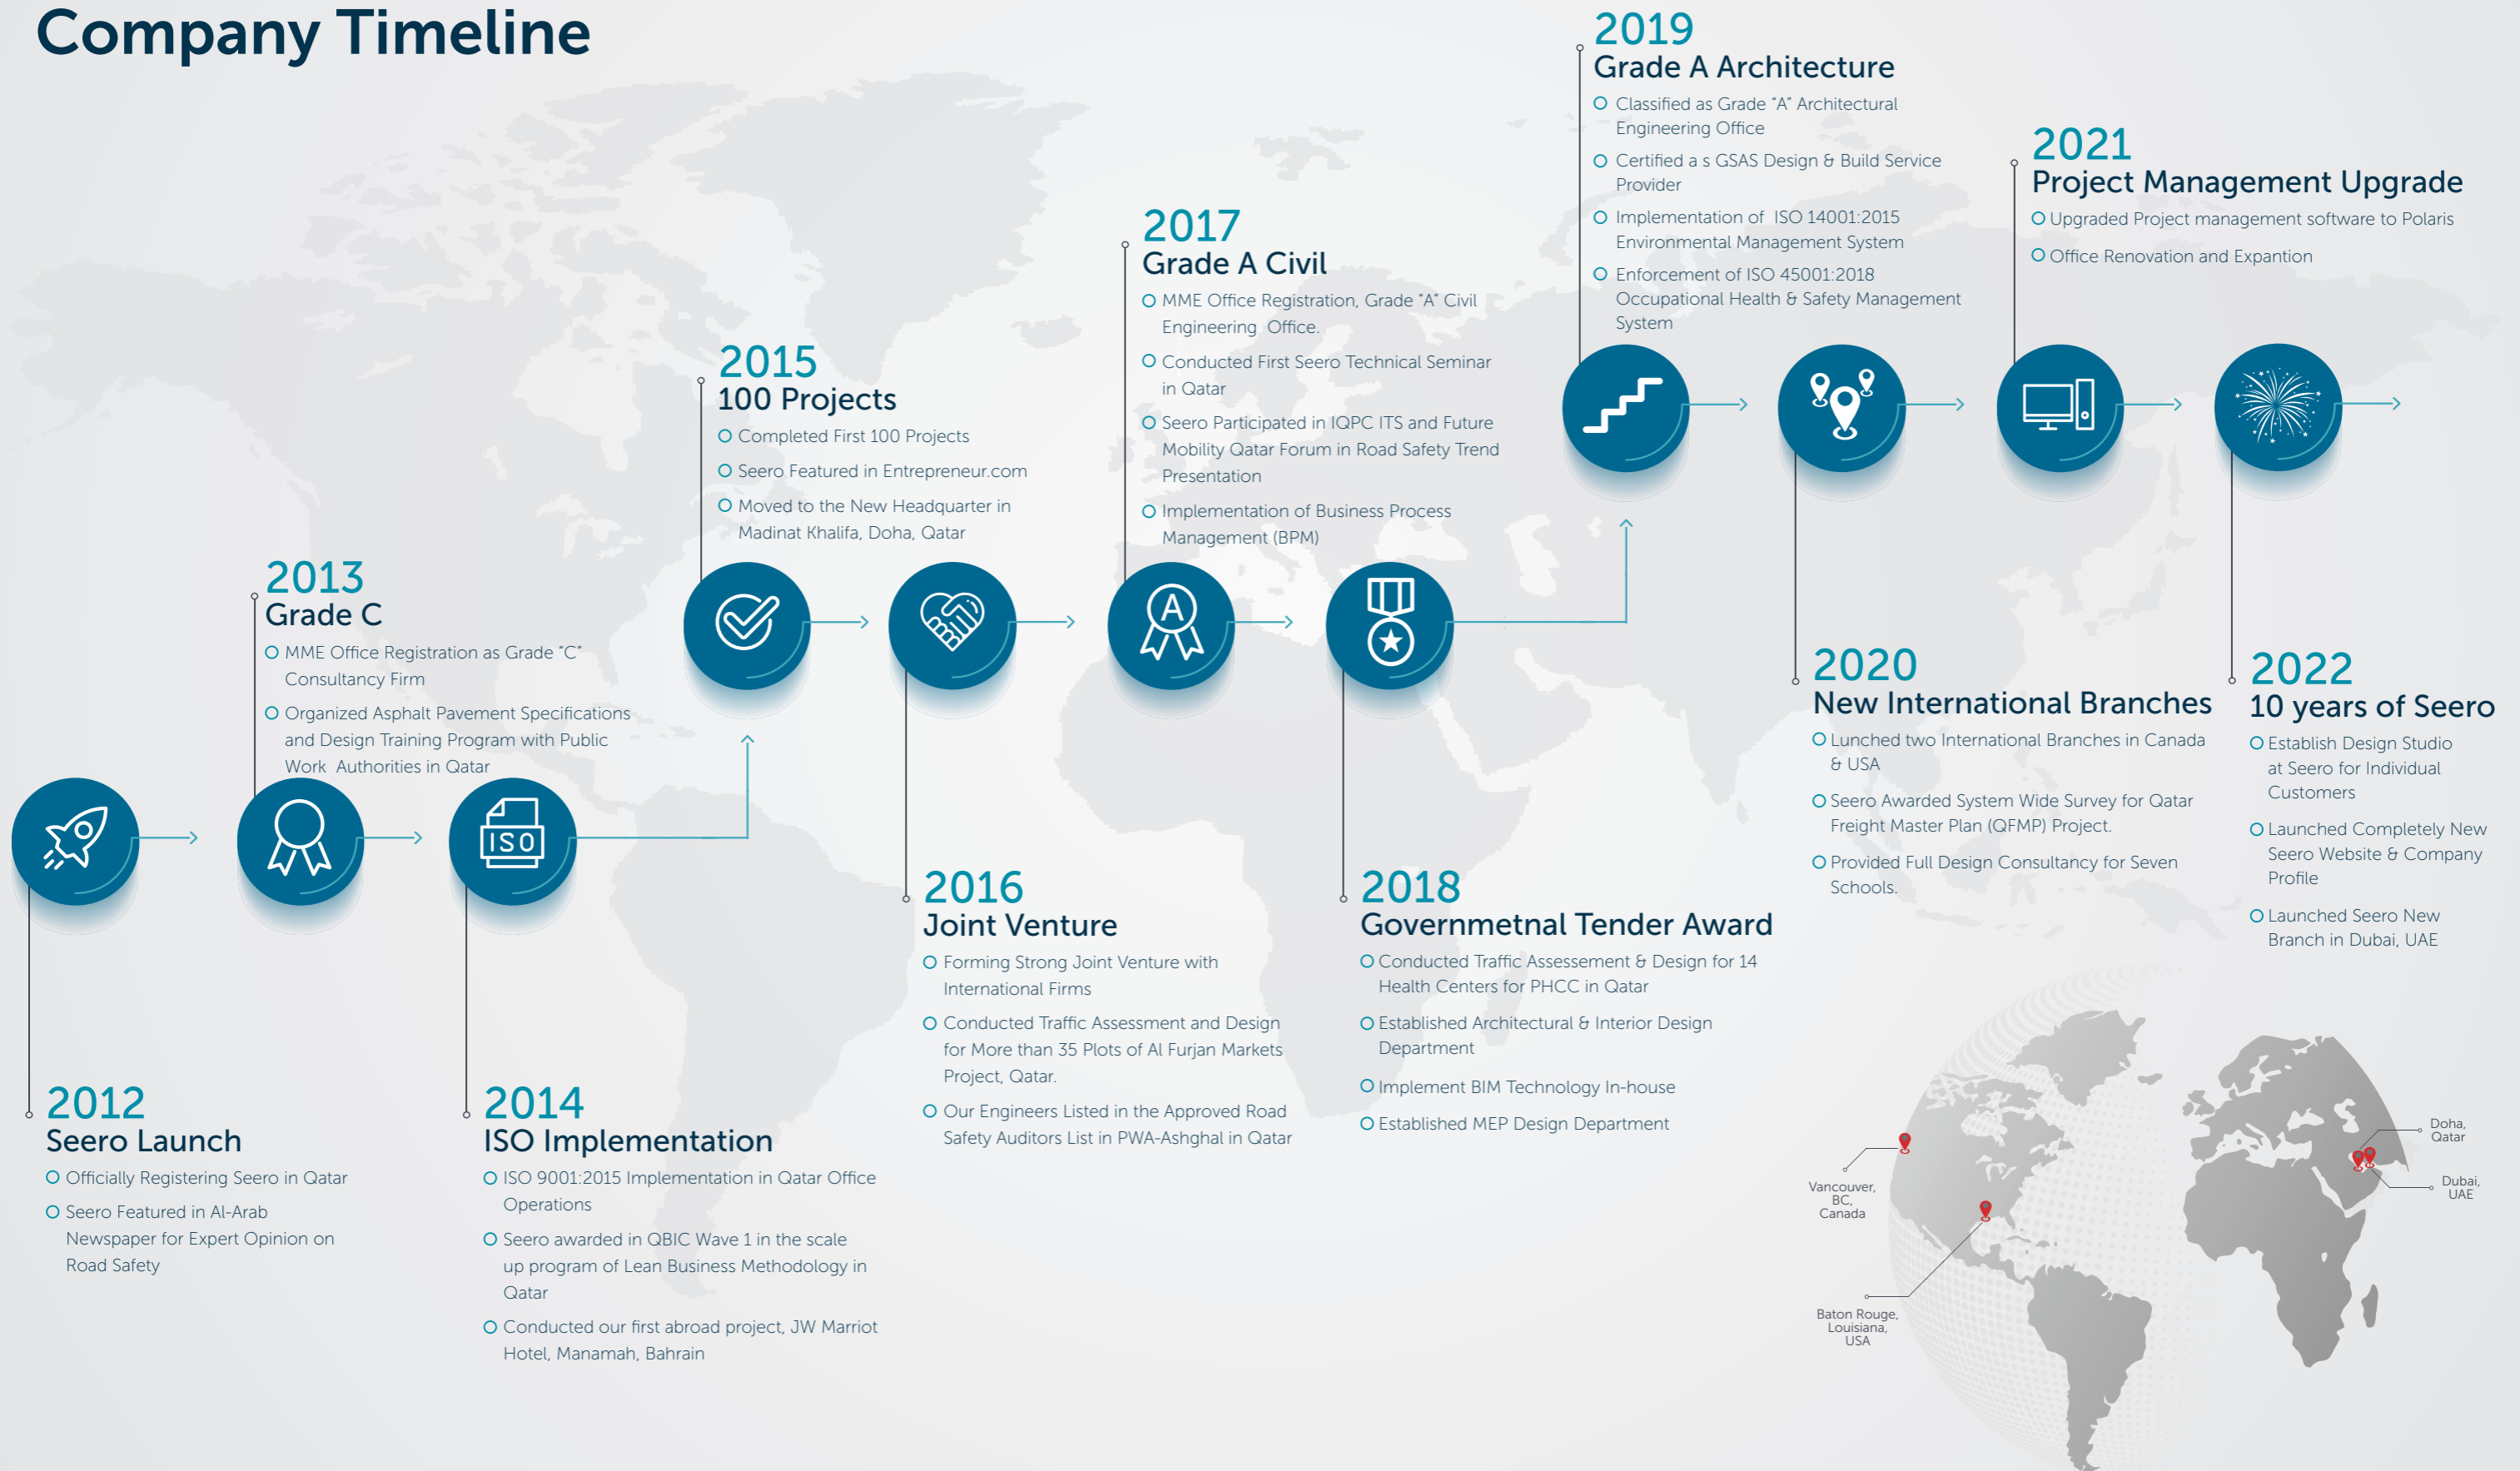 Company Timeline
2012
Seero Launch
Officially Registering Seero in Qatar
Seero Featured in Al-Arab
Newspaper for Expert Opinion on
Road Safety
2013
Grade C
MME Office Registration as Grade "C"
Consultancy Firm
Organized Asphalt Pavement Specifications
and Design Training Program with Public
Work Authorities in Qatar
ISO
2014
ISO Implementation
ISO 9001:2015 Implementation in Qatar Office
Operations
Seero awarded in QBIC Wave 1 in the scale
up program of Lean Business Methodology in
Qatar
Conducted our first abroad project, JW Marriot
Hotel, Manamah, Bahrain
2015
100 Projects
Completed First 100 Projects
Seero Featured in Entrepreneur.com
Moved to the New Headquarter in
Madinat Khalifa, Doha, Qatar
2016
Joint Venture
Forming Strong Joint Venture with
International Firms
Conducted Traffic Assessment and Design
for More than 35 Plots of Al Furjan Markets
Project, Qatar.
Our Engineers Listed in the Approved Road
Safety Auditors List in PWA-Ashghal in Qatar
2017
Grade A Civil
MME Office Registration, Grade "A" Civil
Engineering Office.
Conducted First Seero Technical Seminar
in Qatar
Seero Participated in IQPC ITS and Future
Mobility Qatar Forum in Road Safety Trend
Presentation
Implementation of Business Process
Management (BPM)
A
2018
Governmetnal Tender Award
Conducted Traffic Assessement & Design for 14
Health Centers for PHCC in Qatar
Established Architectural & Interior Design
Department
Implement BIM Technology In-house
Established MEP Design Department
2019
Grade A Architecture
Classified as Grade "A" Architectural
Engineering Office
Certified a s GSAS Design & Build Service
Provider
Implementation of ISO 14001:2015
Environmental Management System
Enforcement of ISO 45001:2018
Occupational Health & Safety Management
System
2020
New International Branches
Lunched two International Branches in Canada
& USA
Seero Awarded System Wide Survey for Qatar
Freight Master Plan (QFMP) Project.
Provided Full Design Consultancy for Seven
Schools.
2021
Project Management Upgrade
Upgraded Project management software to Polaris
Office Renovation and Expantion
2022
10 years of Seero
Establish Design Studio
at Seero for Individual
Customers
Launched Completely New
Seero Website & Company
Profile
Launched Seero New
Branch in Dubai, UAE
Vancouver,
BC,
Canada
Baton Rouge,
Louisiana,
USA
Doha,
Qatar
Dubai,
UAE